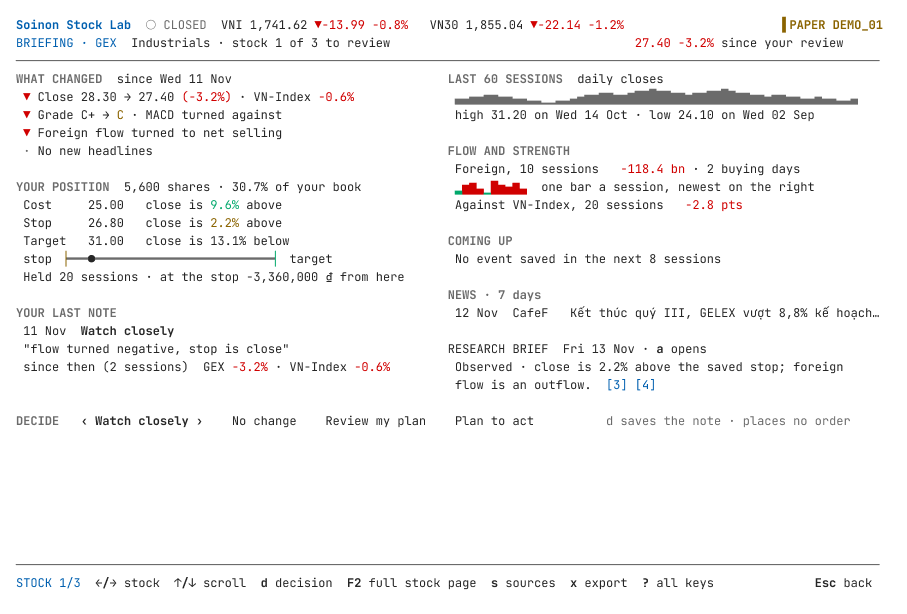 Soinon Stock Lab ○ CLOSED VNI 1,741.62 ▼-13.99 -0.8% VN30 1,855.04 ▼-22.14 -1.2% PAPER DEMO_01
BRIEFING · GEX Industrials · stock 1 of 3 to review 27.40 -3.2% since your review
WHAT CHANGED since Wed 11 Nov
▼ Close 28.30 → 27.40 (-3.2%) · VN-Index -0.6%
▼ Grade C+ → C · MACD turned against
▼ Foreign flow turned to net selling
· No new headlines
YOUR POSITION 5,600 shares · 30.7% of your book
Cost 25.00 close is 9.6% above
Stop 26.80 close is 2.2% above
Target 31.00 close is 13.1% below
stop target
Held 20 sessions · at the stop -3,360,000 ₫ from here
YOUR LAST NOTE
11 Nov Watch closely
"flow turned negative, stop is close"
since then (2 sessions) GEX -3.2% · VN-Index -0.6%
LAST 60 SESSIONS daily closes
high 31.20 on Wed 14 Oct · low 24.10 on Wed 02 Sep
FLOW AND STRENGTH
Foreign, 10 sessions -118.4 bn · 2 buying days
one bar a session, newest on the right
Against VN-Index, 20 sessions -2.8 pts
COMING UP
No event saved in the next 8 sessions
NEWS · 7 days
12 Nov CafeF Kết thúc quý III, GELEX vượt 8,8% kế hoạch…
RESEARCH BRIEF Fri 13 Nov · a opens
Observed · close is 2.2% above the saved stop; foreign
flow is an outflow. [3] [4]
DECIDE ‹ Watch closely › No change Review my plan Plan to act d saves the note · places no order
STOCK 1/3 ←/→ stock ↑/↓ scroll d decision F2 full stock page s sources x export ? all keys Esc back